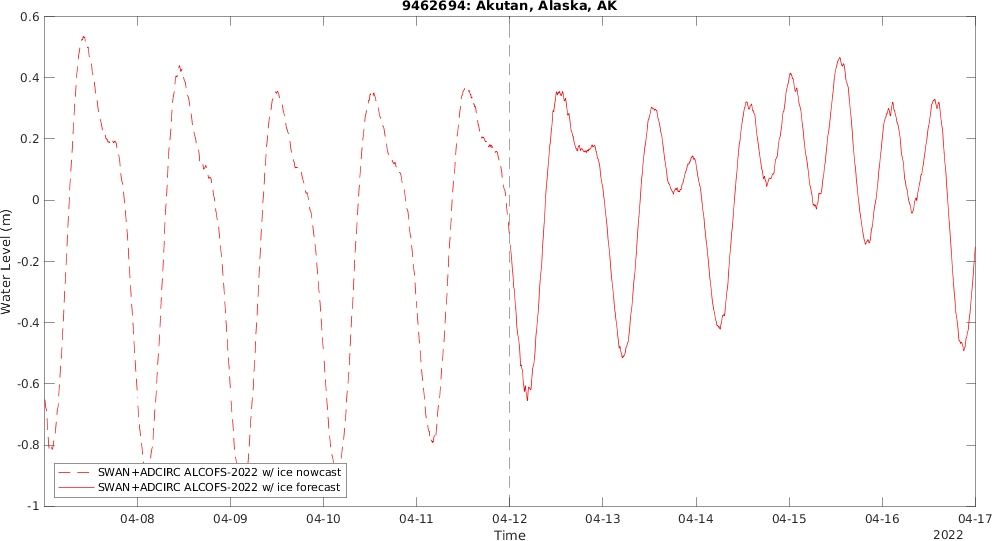 9462694: Akutan, Alaska, AK
Water Level (m)
0.6
0.4
0.2
0
-0.2
-0.4
-0.6
-0.8
-1
SWAN+ADCIRC ALCOFS-2022 w/ ice nowcast
SWAN+ADCIRC ALCOFS-2022 w/ ice forecast
04-08 04-09 04-10 04-11 04-12 04-13 04-14 04-15 04-16 04-17
Time
2022